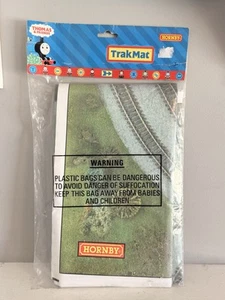 THOMAS
& FRIENDS
TrakMat
HORNBY
WARNING
PLASTIC BAGS CAN BE DANGEROUS
TO AVOID DANGER OF SUFFOCATION
KEEP THIS BAG AWAY FROM BABIES
AND CHILDREN
HORNBY